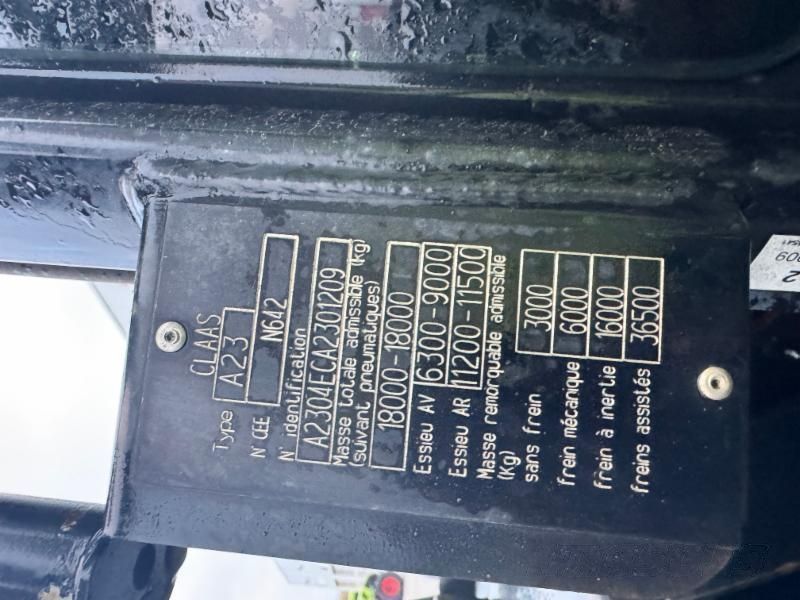 CLAAS
Type A23
N° CEE N642
N° identification
A2304ECA2301209
Masse totale admissible (kg)
(suivant pneumatiques)
18000-18000
Essieu AV 6300-9000
Essieu AR 11200-11500
Masse remorquable admissible
(Kg)
sans frein 3000
frein mécanique 6000
frein à inertie 16000
freins assistés 36500